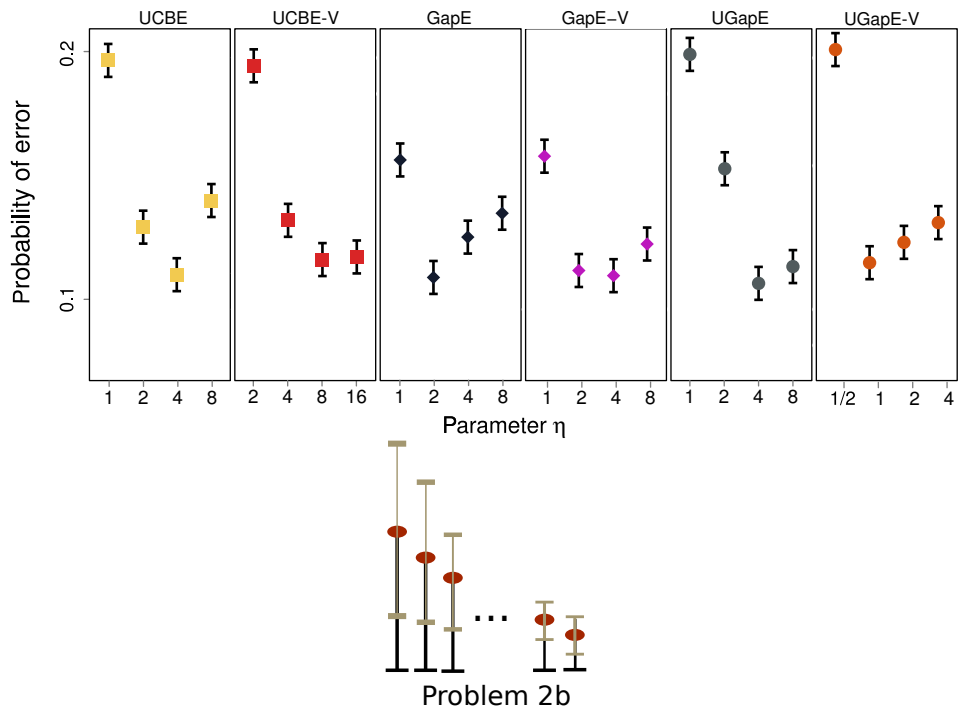 UCBE UCBE-V GapE GapE−V UGapE UGapE-V
Probability of error
0.2
0.1
1 2 4 8 2 4 8 16 1 2 4 8 1 2 4 8 1 2 4 8 1/2 1 2 4
Parameter η
...
Problem 2b